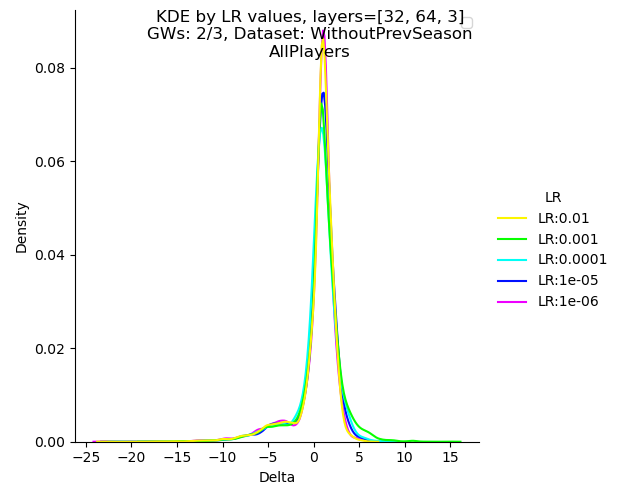 KDE by LR values, layers=[32, 64, 3]
GWs: 2/3, Dataset: WithoutPrevSeason
AllPlayers
0.08
0.06
0.04
0.02
0.00
Density
−25 −20 −15 −10 −5 0 5 10 15
Delta
LR
LR:0.01
LR:0.001
LR:0.0001
LR:1e-05
LR:1e-06